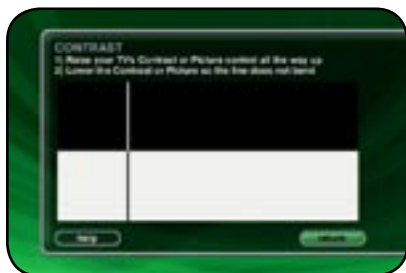 CONTRAST
1) Raise your TV's Contrast or Picture control all the way up
2) Lower the Contrast or Picture so the line does not bend
help